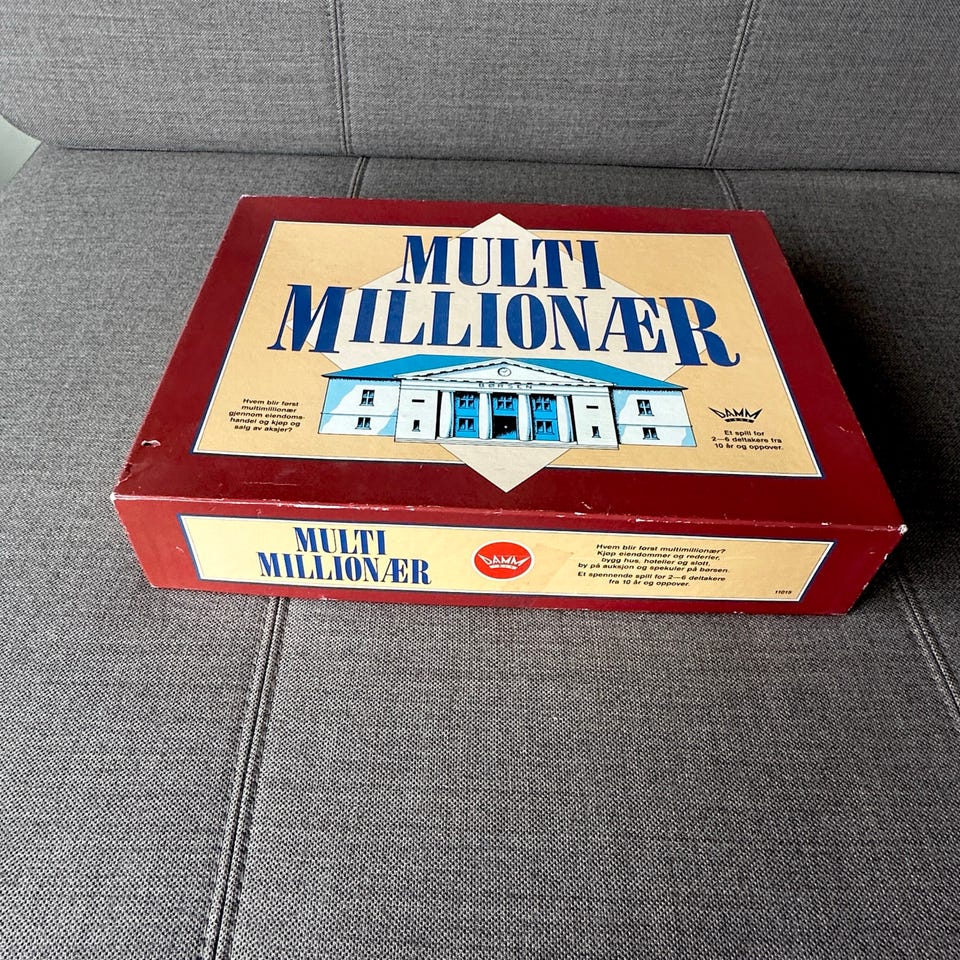 MULTI
MILLIONÆR
BØRSEN
Hvem blir først
multimillionær
gjennom eiendoms-
handel og kjøp og
salg av aksjer?
DAMM
Et spill for
2—6 deltakere fra
10 år og oppover.
MULTI
MILLIONÆR
DAMM
Hvem blir først multimillionær?
Kjøp eiendommer og rederier,
bygg hus, hoteller og slott,
by på auksjon og spekuler på børsen.
Et spennende spill for 2—6 deltakere
fra 10 år og oppover.
11015